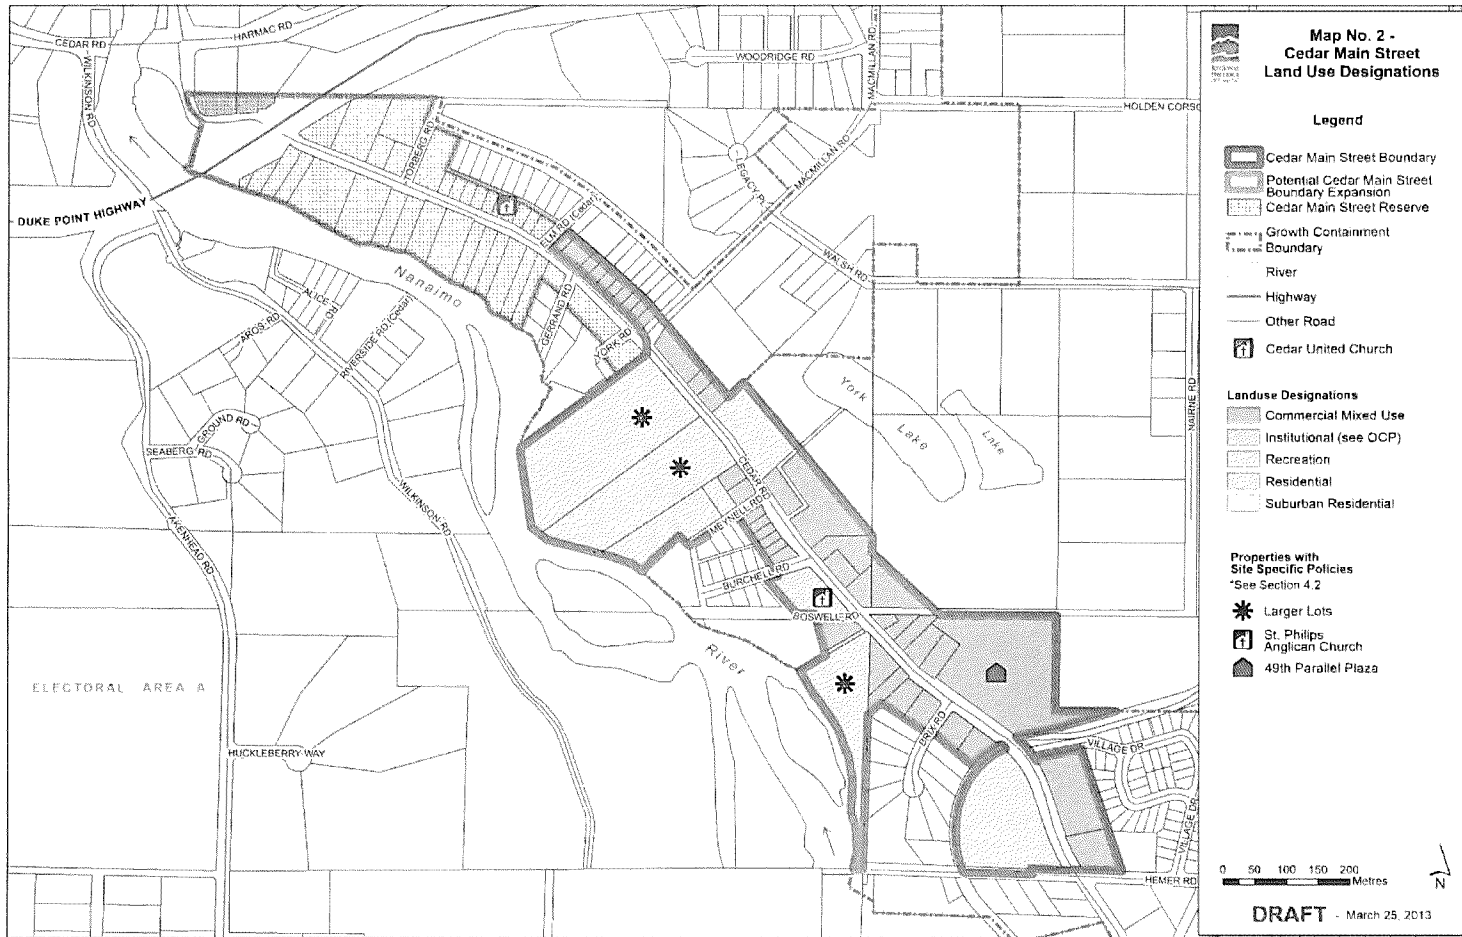 Map No. 2 -
Cedar Main Street
Land Use Designations
Legend
Cedar Main Street Boundary
Potential Cedar Main Street
Boundary Expansion
Cedar Main Street Reserve
Growth Containment
Boundary
River
Highway
Other Road
Cedar United Church
Landuse Designations
Commercial Mixed Use
Institutional (see OCP)
Recreation
Residential
Suburban Residential
Properties with
Site Specific Policies
*See Section 4.2
Larger Lots
St. Philips
Anglican Church
49th Parallel Plaza
0 50 100 150 200
Metres
N
DRAFT - March 25, 2013
CEDAR RD
HARMAC RD
WILKINSON RD
WOODRIDGE RD
MACMILLAN RD
HOLDEN CORSO
LEGACY PL
MACMILLAN RD
WALSH RD
DUKE POINT HIGHWAY
ELM RD (Cedar)
Nanaimo
ALICE RD
AROS RD
RIVERSIDE RD (Cedar)
GERRAND RD
YORK RD
York
Lake
Lake
NAIRNE RD
GROUND RD
SEABERG RD
WILKINSON RD
AKENHEAD RD
CEDAR RD
MEYNELL RD
BURCHELL RD
BOSWELL RD
River
ELECTORAL AREA A
HUCKLEBERRY WAY
BRIX RD
VILLAGE DR
VILLAGE DR
HEMER RD